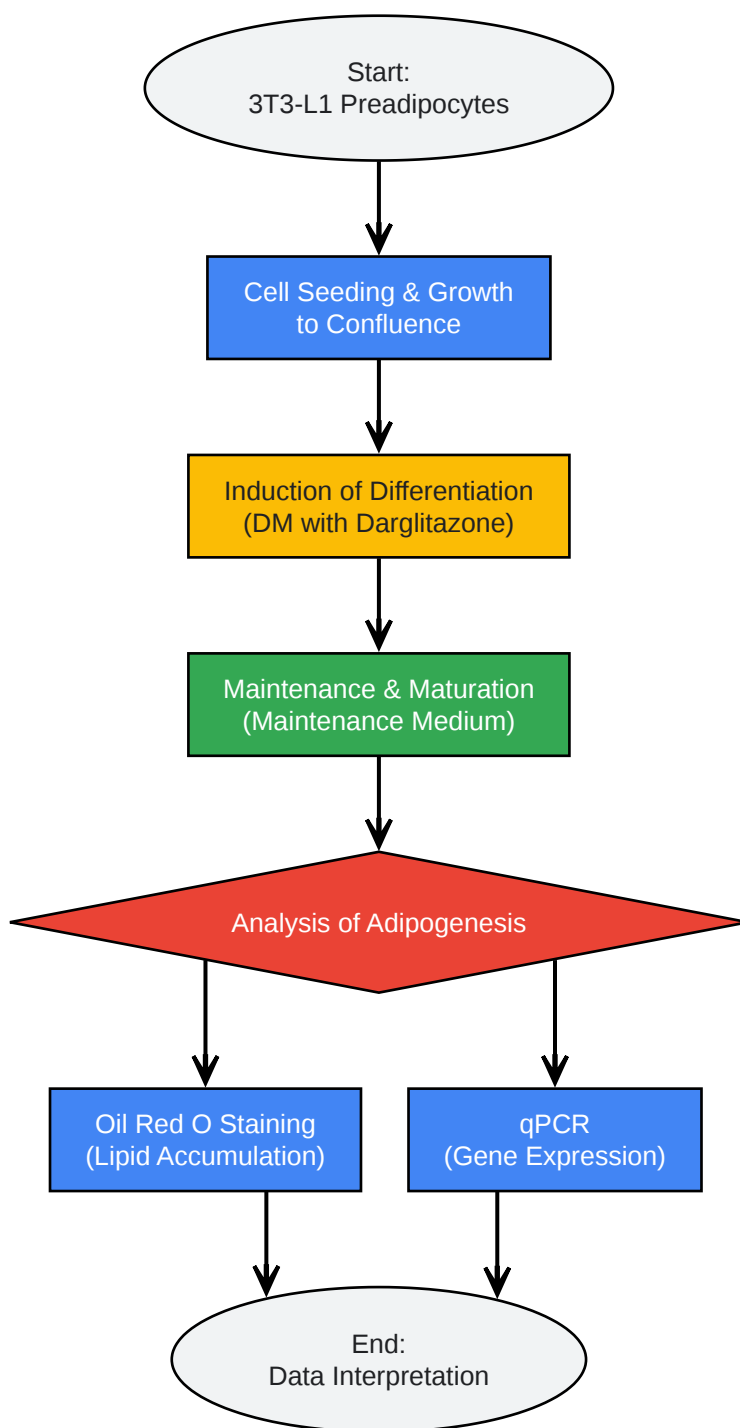 Start:
3T3-L1 Preadipocytes
Cell Seeding & Growth
to Confluence
Induction of Differentiation
(DM with Darglitazone)
Maintenance & Maturation
(Maintenance Medium)
Analysis of Adipogenesis
Oil Red O Staining
(Lipid Accumulation)
qPCR
(Gene Expression)
End:
Data Interpretation